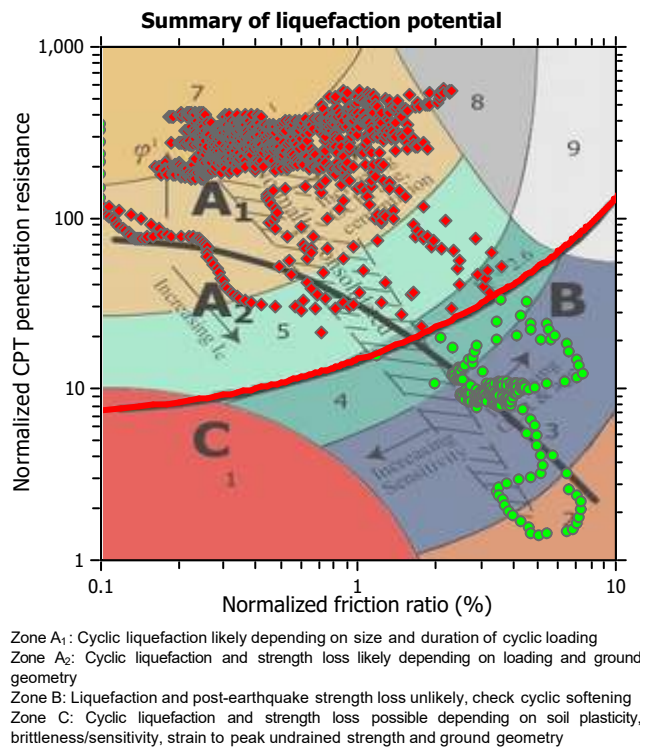 Summary of liquefaction potential
Normalized CPT penetration resistance
1,000
100
10
1
7
8
9
φ'
A1
A2
B
C
5
4
3
1
2.6
Increasing Ic
Increasing
Sensitivity
0.1
1
10
Normalized friction ratio (%)
Zone A1: Cyclic liquefaction likely depending on size and duration of cyclic loading
Zone A2: Cyclic liquefaction and strength loss likely depending on loading and ground
geometry
Zone B: Liquefaction and post-earthquake strength loss unlikely, check cyclic softening
Zone C: Cyclic liquefaction and strength loss possible depending on soil plasticity,
brittleness/sensitivity, strain to peak undrained strength and ground geometry